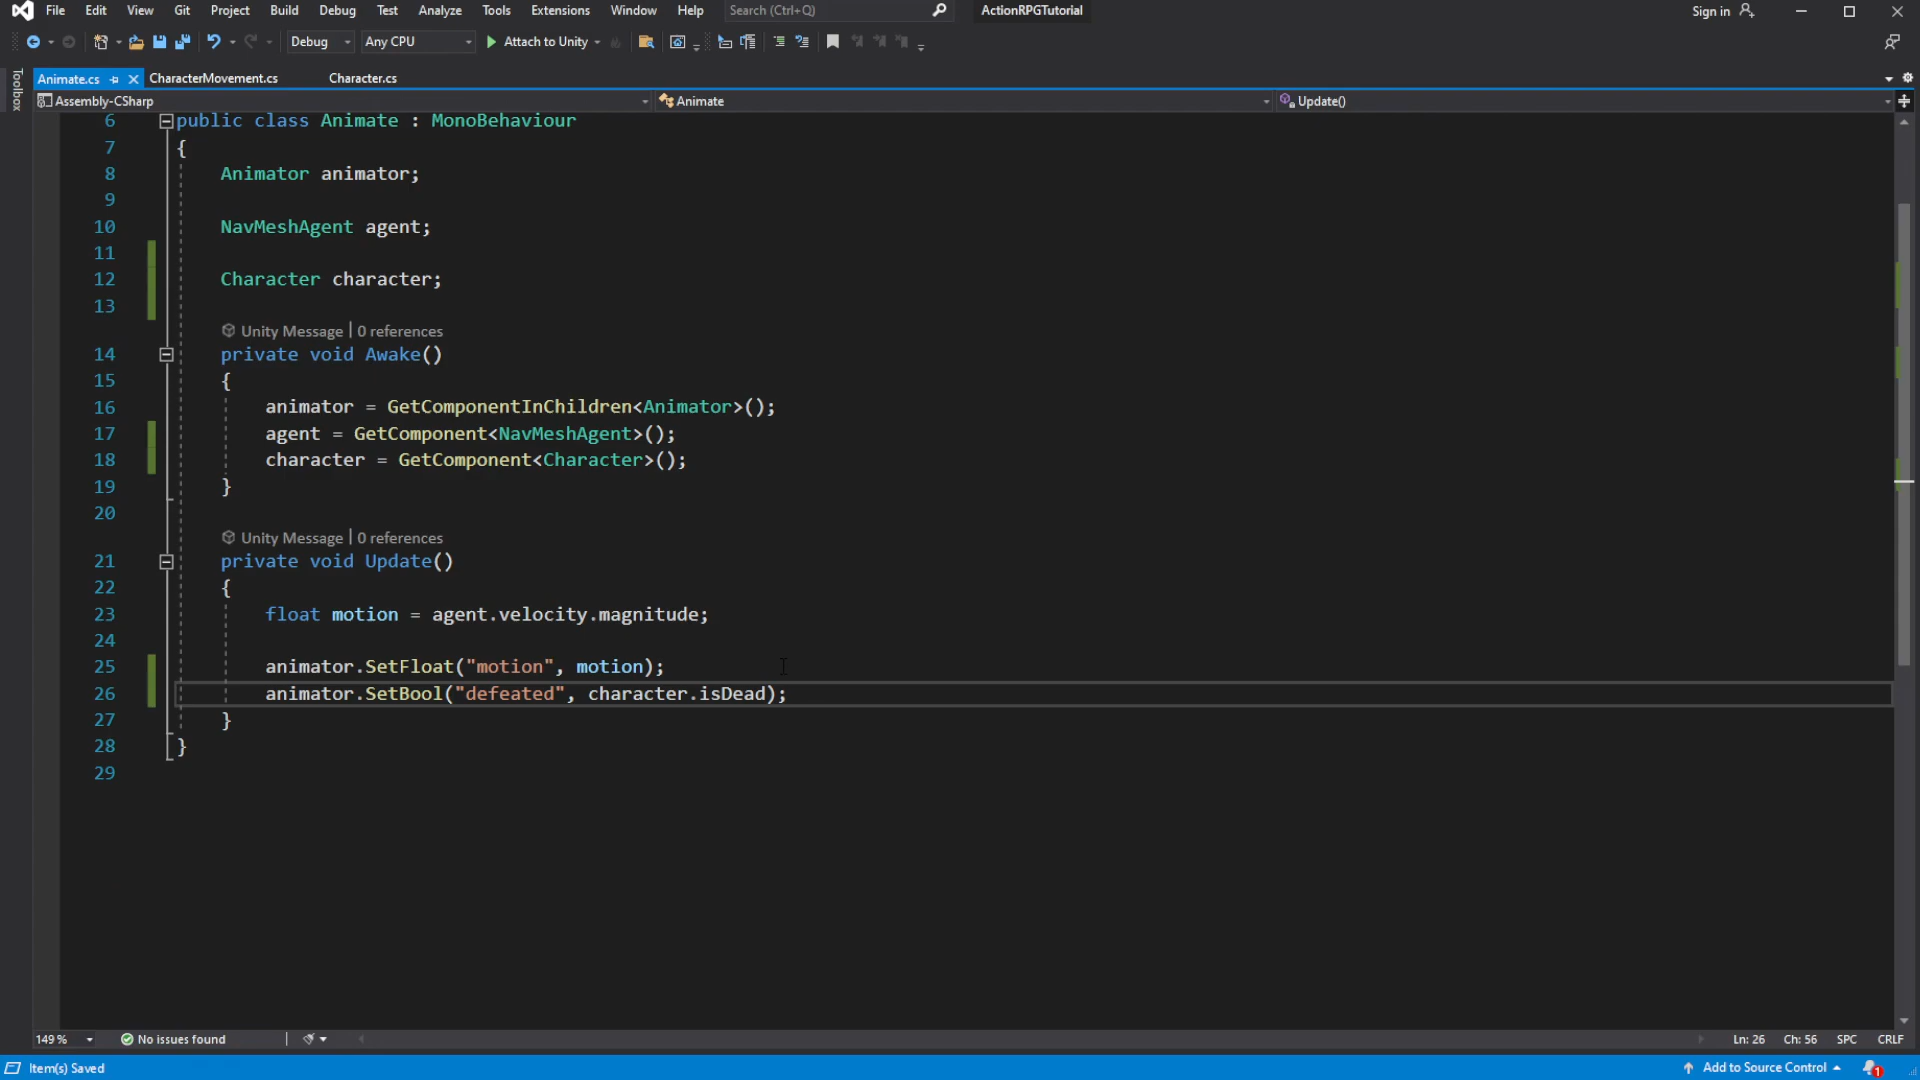 File Edit View Git Project Build Debug Test Analyze Tools Extensions Window Help Search (Ctrl+Q) ActionRPGTutorial Sign in
Debug Any CPU Attach to Unity
Toolbox
Animate.cs CharacterMovement.cs Character.cs
Assembly-CSharp Animate Update()
6 public class Animate : MonoBehaviour
7 {
8 Animator animator;
9
10 NavMeshAgent agent;
11
12 Character character;
13
Unity Message | 0 references
14 private void Awake()
15 {
16 animator = GetComponentInChildren<Animator>();
17 agent = GetComponent<NavMeshAgent>();
18 character = GetComponent<Character>();
19 }
20
Unity Message | 0 references
21 private void Update()
22 {
23 float motion = agent.velocity.magnitude;
24
25 animator.SetFloat("motion", motion);
26 animator.SetBool("defeated", character.isDead);
27 }
28 }
29
149 % No issues found Ln: 26 Ch: 56 SPC CRLF
Item(s) Saved Add to Source Control 1